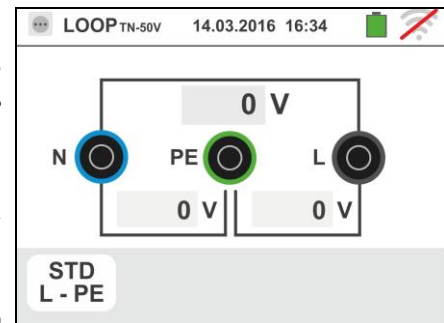 LOOP TN-50V 14.03.2016 16:34
0 V
N PE L
0 V 0 V
STD
L - PE